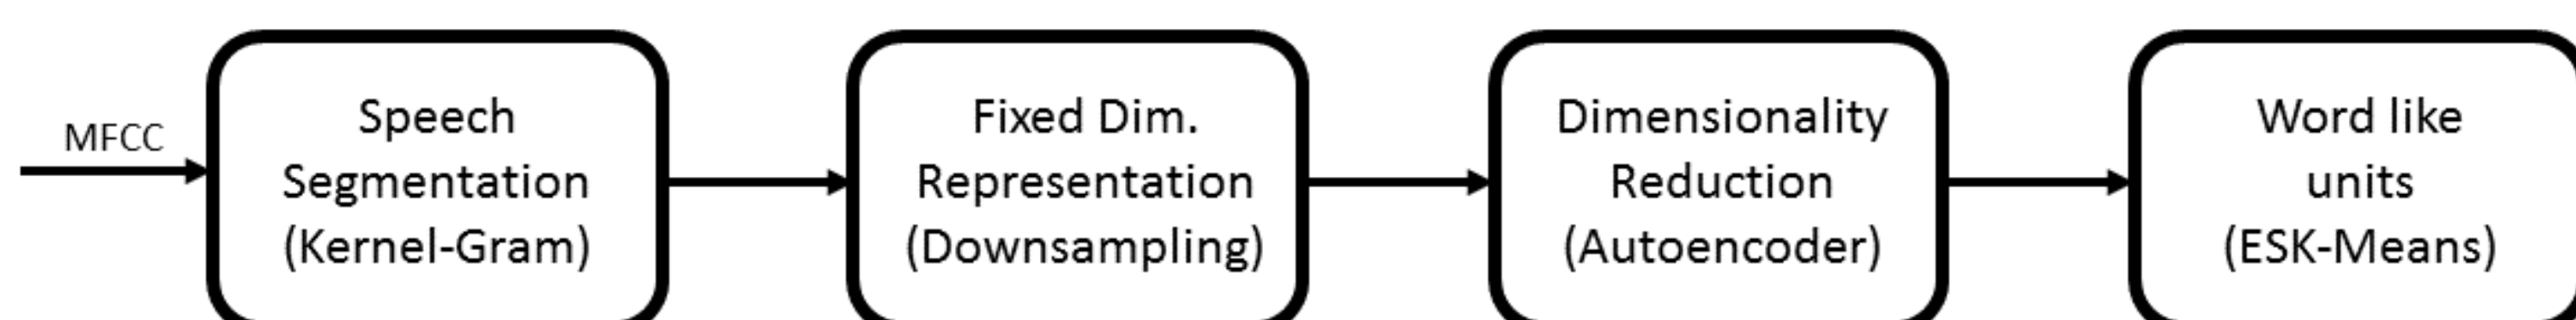 MFCC
Speech
Segmentation
(Kernel-Gram)
Fixed Dim.
Representation
(Downsampling)
Dimensionality
Reduction
(Autoencoder)
Word like
units
(ESK-Means)